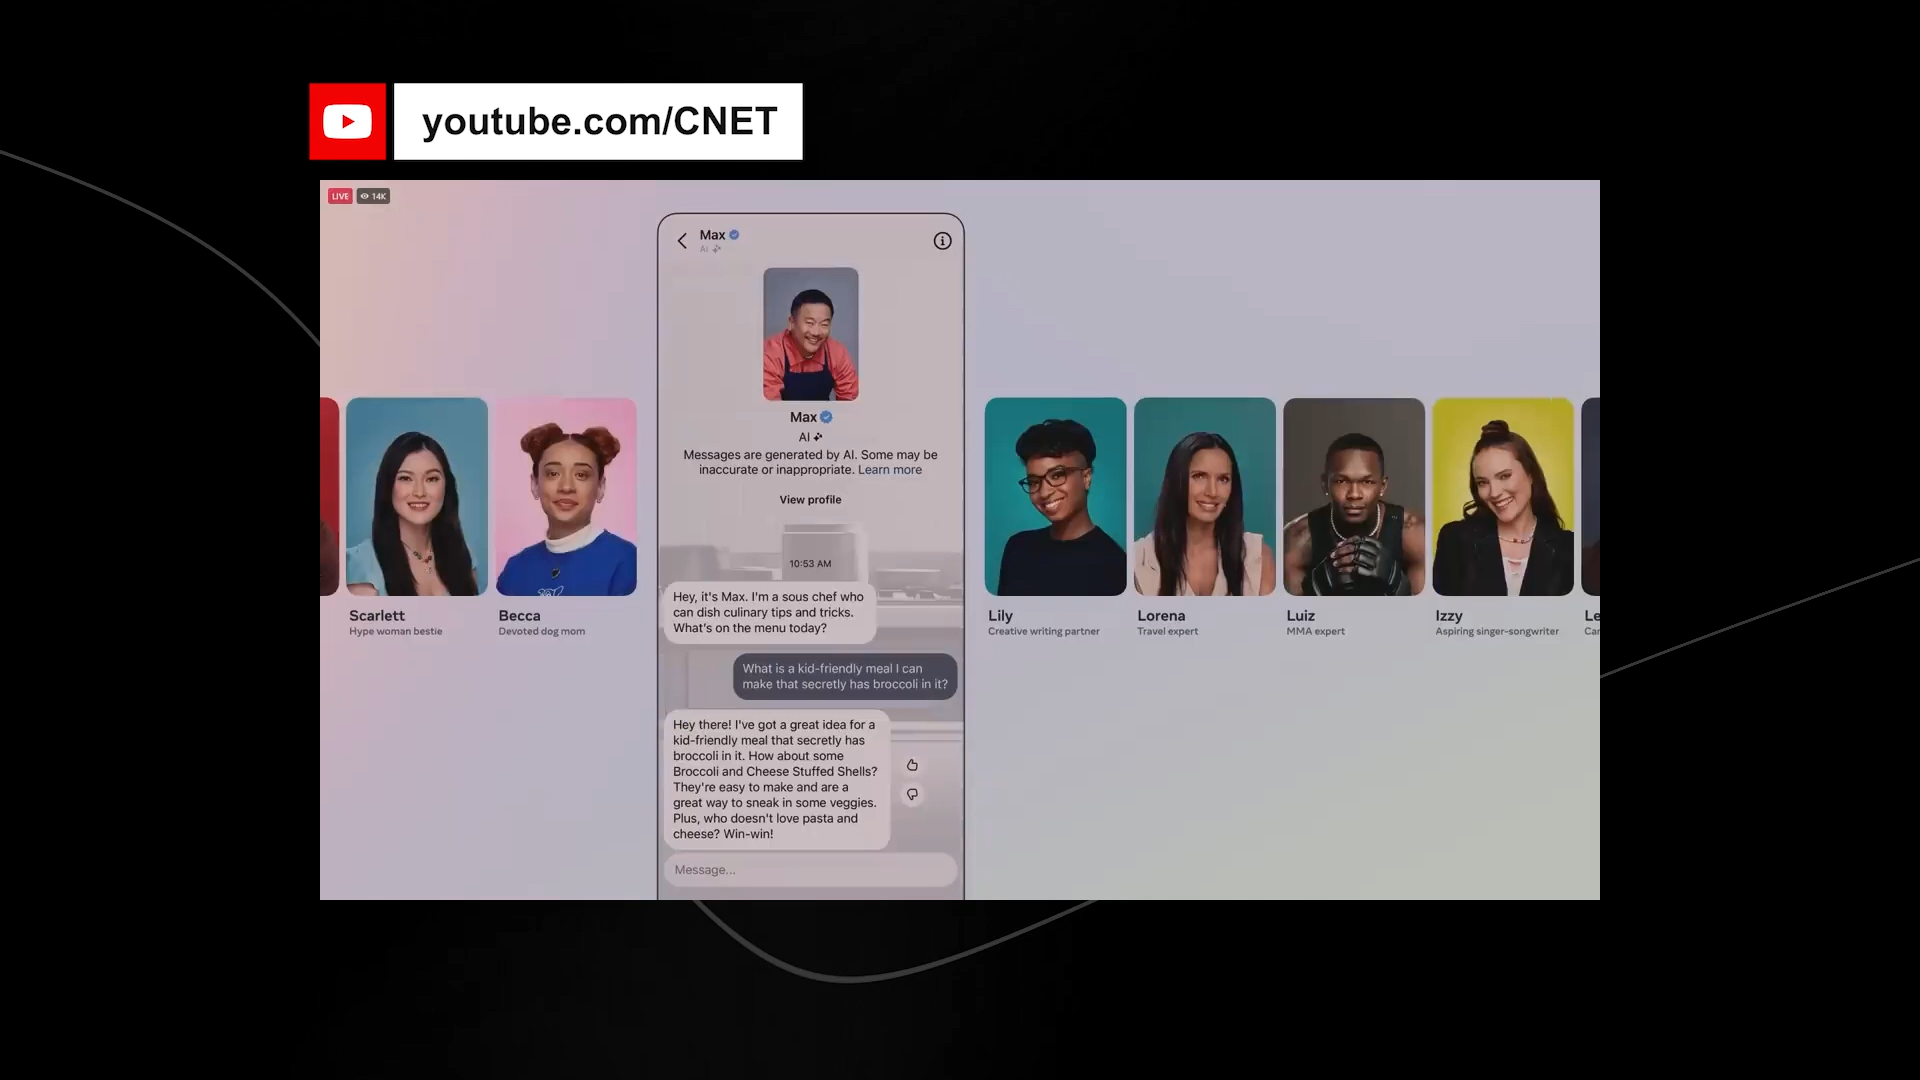 youtube.com/CNET
LIVE
14K
Max
AI
Max
AI
Messages are generated by AI. Some may be
inaccurate or inappropriate. Learn more
View profile
10:53 AM
Hey, it's Max. I'm a sous chef who
can dish culinary tips and tricks.
What's on the menu today?
What is a kid-friendly meal I can
make that secretly has broccoli in it?
Hey there! I've got a great idea for a
kid-friendly meal that secretly has
broccoli in it. How about some
Broccoli and Cheese Stuffed Shells?
They're easy to make and are a
great way to sneak in some veggies.
Plus, who doesn't love pasta and
cheese? Win-win!
Message...
Scarlett
Hype woman bestie
Becca
Devoted dog mom
Lily
Creative writing partner
Lorena
Travel expert
Luiz
MMA expert
Izzy
Aspiring singer-songwriter
Le
Car